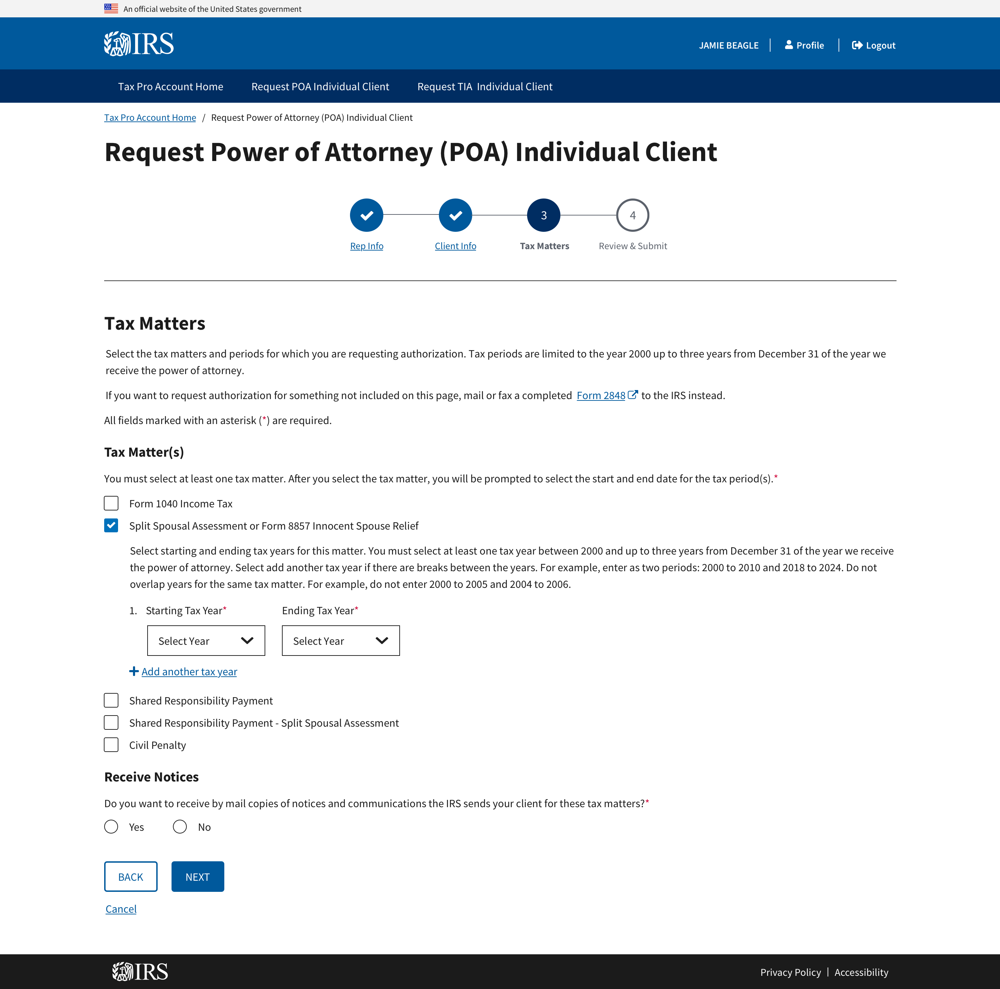 An official website of the United States government
IRS
JAMIE BEAGLE
Profile
Logout
Tax Pro Account Home
Request POA Individual Client
Request TIA Individual Client
Tax Pro Account Home / Request Power of Attorney (POA) Individual Client
Request Power of Attorney (POA) Individual Client
3
4
Rep Info
Client Info
Tax Matters
Review & Submit
Tax Matters
Select the tax matters and periods for which you are requesting authorization. Tax periods are limited to the year 2000 up to three years from December 31 of the year we
receive the power of attorney.
If you want to request authorization for something not included on this page, mail or fax a completed Form 2848 to the IRS instead.
All fields marked with an asterisk (*) are required.
Tax Matter(s)
You must select at least one tax matter. After you select the tax matter, you will be prompted to select the start and end date for the tax period(s).*
Form 1040 Income Tax
Split Spousal Assessment or Form 8857 Innocent Spouse Relief
Select starting and ending tax years for this matter. You must select at least one tax year between 2000 and up to three years from December 31 of the year we receive
the power of attorney. Select add another tax year if there are breaks between the years. For example, enter as two periods: 2000 to 2010 and 2018 to 2024. Do not
overlap years for the same tax matter. For example, do not enter 2000 to 2005 and 2004 to 2006.
1. Starting Tax Year* Ending Tax Year*
Select Year Select Year
Add another tax year
Shared Responsibility Payment
Shared Responsibility Payment - Split Spousal Assessment
Civil Penalty
Receive Notices
Do you want to receive by mail copies of notices and communications the IRS sends your client for these tax matters?*
Yes No
BACK NEXT
Cancel
IRS
Privacy Policy | Accessibility